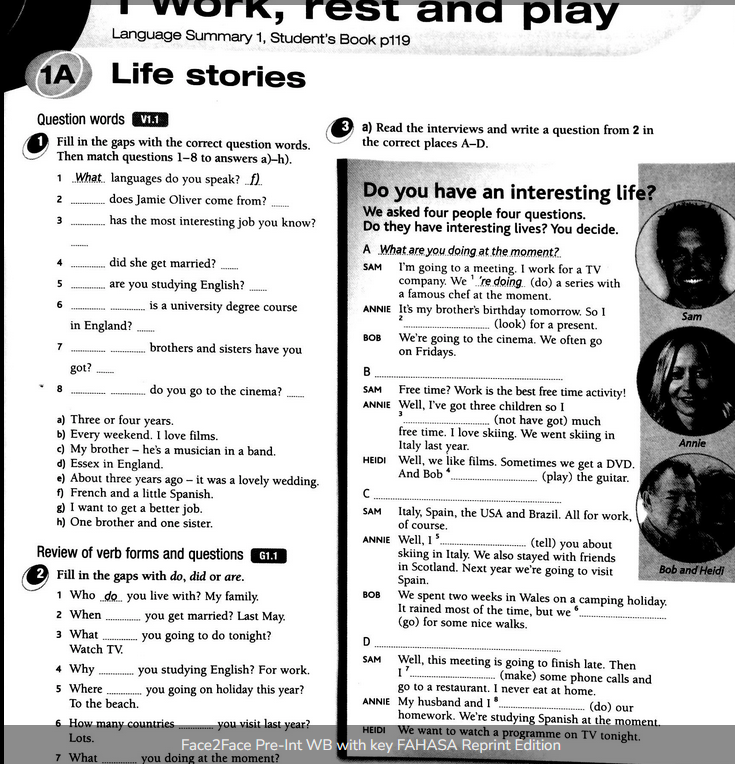 I work, rest and play
Language Summary 1, Student's Book p119
1A Life stories
Question words V1.1
1 Fill in the gaps with the correct question words.
Then match questions 1–8 to answers a)–h).
1 What languages do you speak? f)
2 ............ does Jamie Oliver come from? ......
3 ............ has the most interesting job you know?
......
4 ............ did she get married? ......
5 ............ are you studying English? ......
6 ............ ............ is a university degree course
in England? ......
7 ............ ............ brothers and sisters have you
got? ......
8 ............ ............ do you go to the cinema? ......
a) Three or four years.
b) Every weekend. I love films.
c) My brother – he's a musician in a band.
d) Essex in England.
e) About three years ago – it was a lovely wedding.
f) French and a little Spanish.
g) I want to get a better job.
h) One brother and one sister.
Review of verb forms and questions G1.1
2 Fill in the gaps with do, did or are.
1 Who do you live with? My family.
2 When ............ you get married? Last May.
3 What ............ you going to do tonight?
Watch TV.
4 Why ............ you studying English? For work.
5 Where ............ you going on holiday this year?
To the beach.
6 How many countries ............ you visit last year?
Lots.
7 What ............ you doing at the moment?
3 a) Read the interviews and write a question from 2 in
the correct places A–D.
Do you have an interesting life?
We asked four people four questions.
Do they have interesting lives? You decide.
A What are you doing at the moment?
SAM I'm going to a meeting. I work for a TV
company. We 1 're doing (do) a series with
a famous chef at the moment.
ANNIE It's my brother's birthday tomorrow. So I
2 ............ (look) for a present.
BOB We're going to the cinema. We often go
on Fridays.
B ............
SAM Free time? Work is the best free time activity!
ANNIE Well, I've got three children so I
3 ............ (not have got) much
free time. I love skiing. We went skiing in
Italy last year.
HEIDI Well, we like films. Sometimes we get a DVD.
And Bob 4 ............ (play) the guitar.
C ............
SAM Italy, Spain, the USA and Brazil. All for work,
of course.
ANNIE Well, I 5 ............ (tell) you about
skiing in Italy. We also stayed with friends
in Scotland. Next year we're going to visit
Spain.
BOB We spent two weeks in Wales on a camping holiday.
It rained most of the time, but we 6 ............
(go) for some nice walks.
D ............
SAM Well, this meeting is going to finish late. Then
I 7 ............ (make) some phone calls and
go to a restaurant. I never eat at home.
ANNIE My husband and I 8 ............ (do) our
homework. We're studying Spanish at the moment.
HEIDI We want to watch a programme on TV tonight.
Sam
Annie
Bob and Heidi
Face2Face Pre-Int WB with key FAHASA Reprint Edition